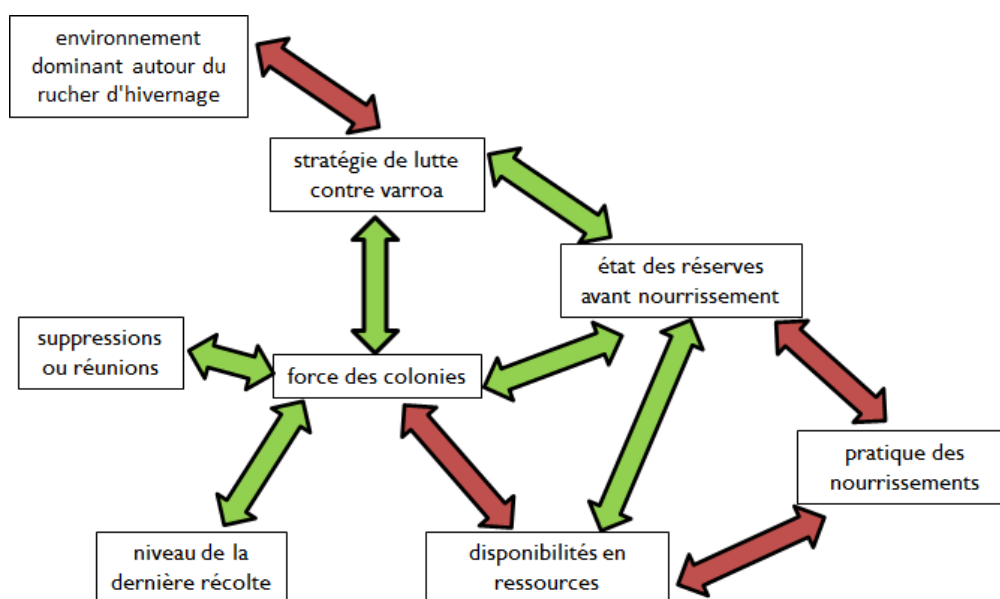 environnement
dominant autour du
rucher d'hivernage
stratégie de lutte
contre varroa
état des réserves
avant nourrissement
suppressions
ou réunions
force des colonies
pratique des
nourrissements
niveau de la
dernière récolte
disponibilités en
ressources